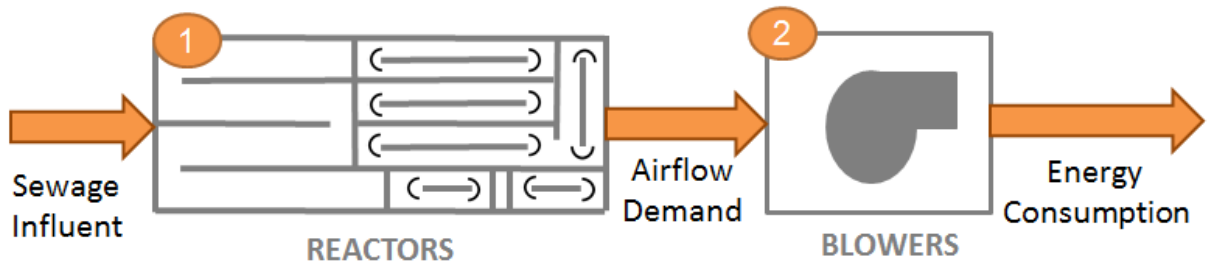 1
2
Sewage
Influent
Airflow
Demand
Energy
Consumption
REACTORS
BLOWERS